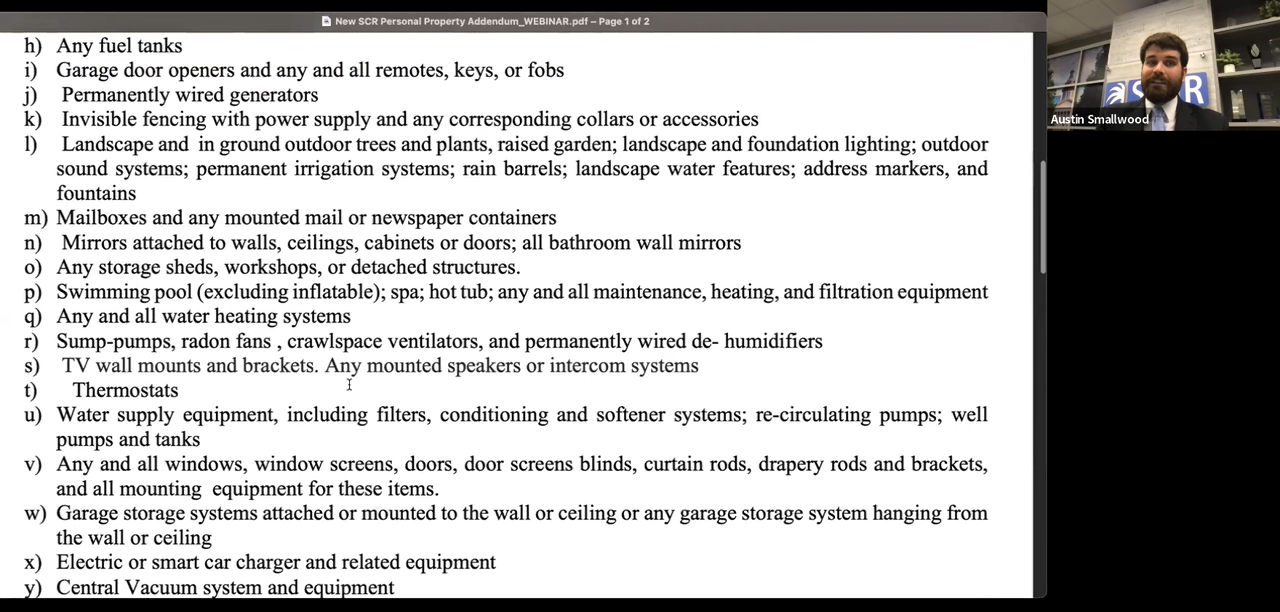 New SCR Personal Property Addendum_WEBINAR.pdf – Page 1 of 2
h) Any fuel tanks
i) Garage door openers and any and all remotes, keys, or fobs
j) Permanently wired generators
k) Invisible fencing with power supply and any corresponding collars or accessories
l) Landscape and in ground outdoor trees and plants, raised garden; landscape and foundation lighting; outdoor
sound systems; permanent irrigation systems; rain barrels; landscape water features; address markers, and
fountains
m) Mailboxes and any mounted mail or newspaper containers
n) Mirrors attached to walls, ceilings, cabinets or doors; all bathroom wall mirrors
o) Any storage sheds, workshops, or detached structures.
p) Swimming pool (excluding inflatable); spa; hot tub; any and all maintenance, heating, and filtration equipment
q) Any and all water heating systems
r) Sump-pumps, radon fans , crawlspace ventilators, and permanently wired de- humidifiers
s) TV wall mounts and brackets. Any mounted speakers or intercom systems
t) Thermostats
u) Water supply equipment, including filters, conditioning and softener systems; re-circulating pumps; well
pumps and tanks
v) Any and all windows, window screens, doors, door screens blinds, curtain rods, drapery rods and brackets,
and all mounting equipment for these items.
w) Garage storage systems attached or mounted to the wall or ceiling or any garage storage system hanging from
the wall or ceiling
x) Electric or smart car charger and related equipment
y) Central Vacuum system and equipment
Austin Smallwood